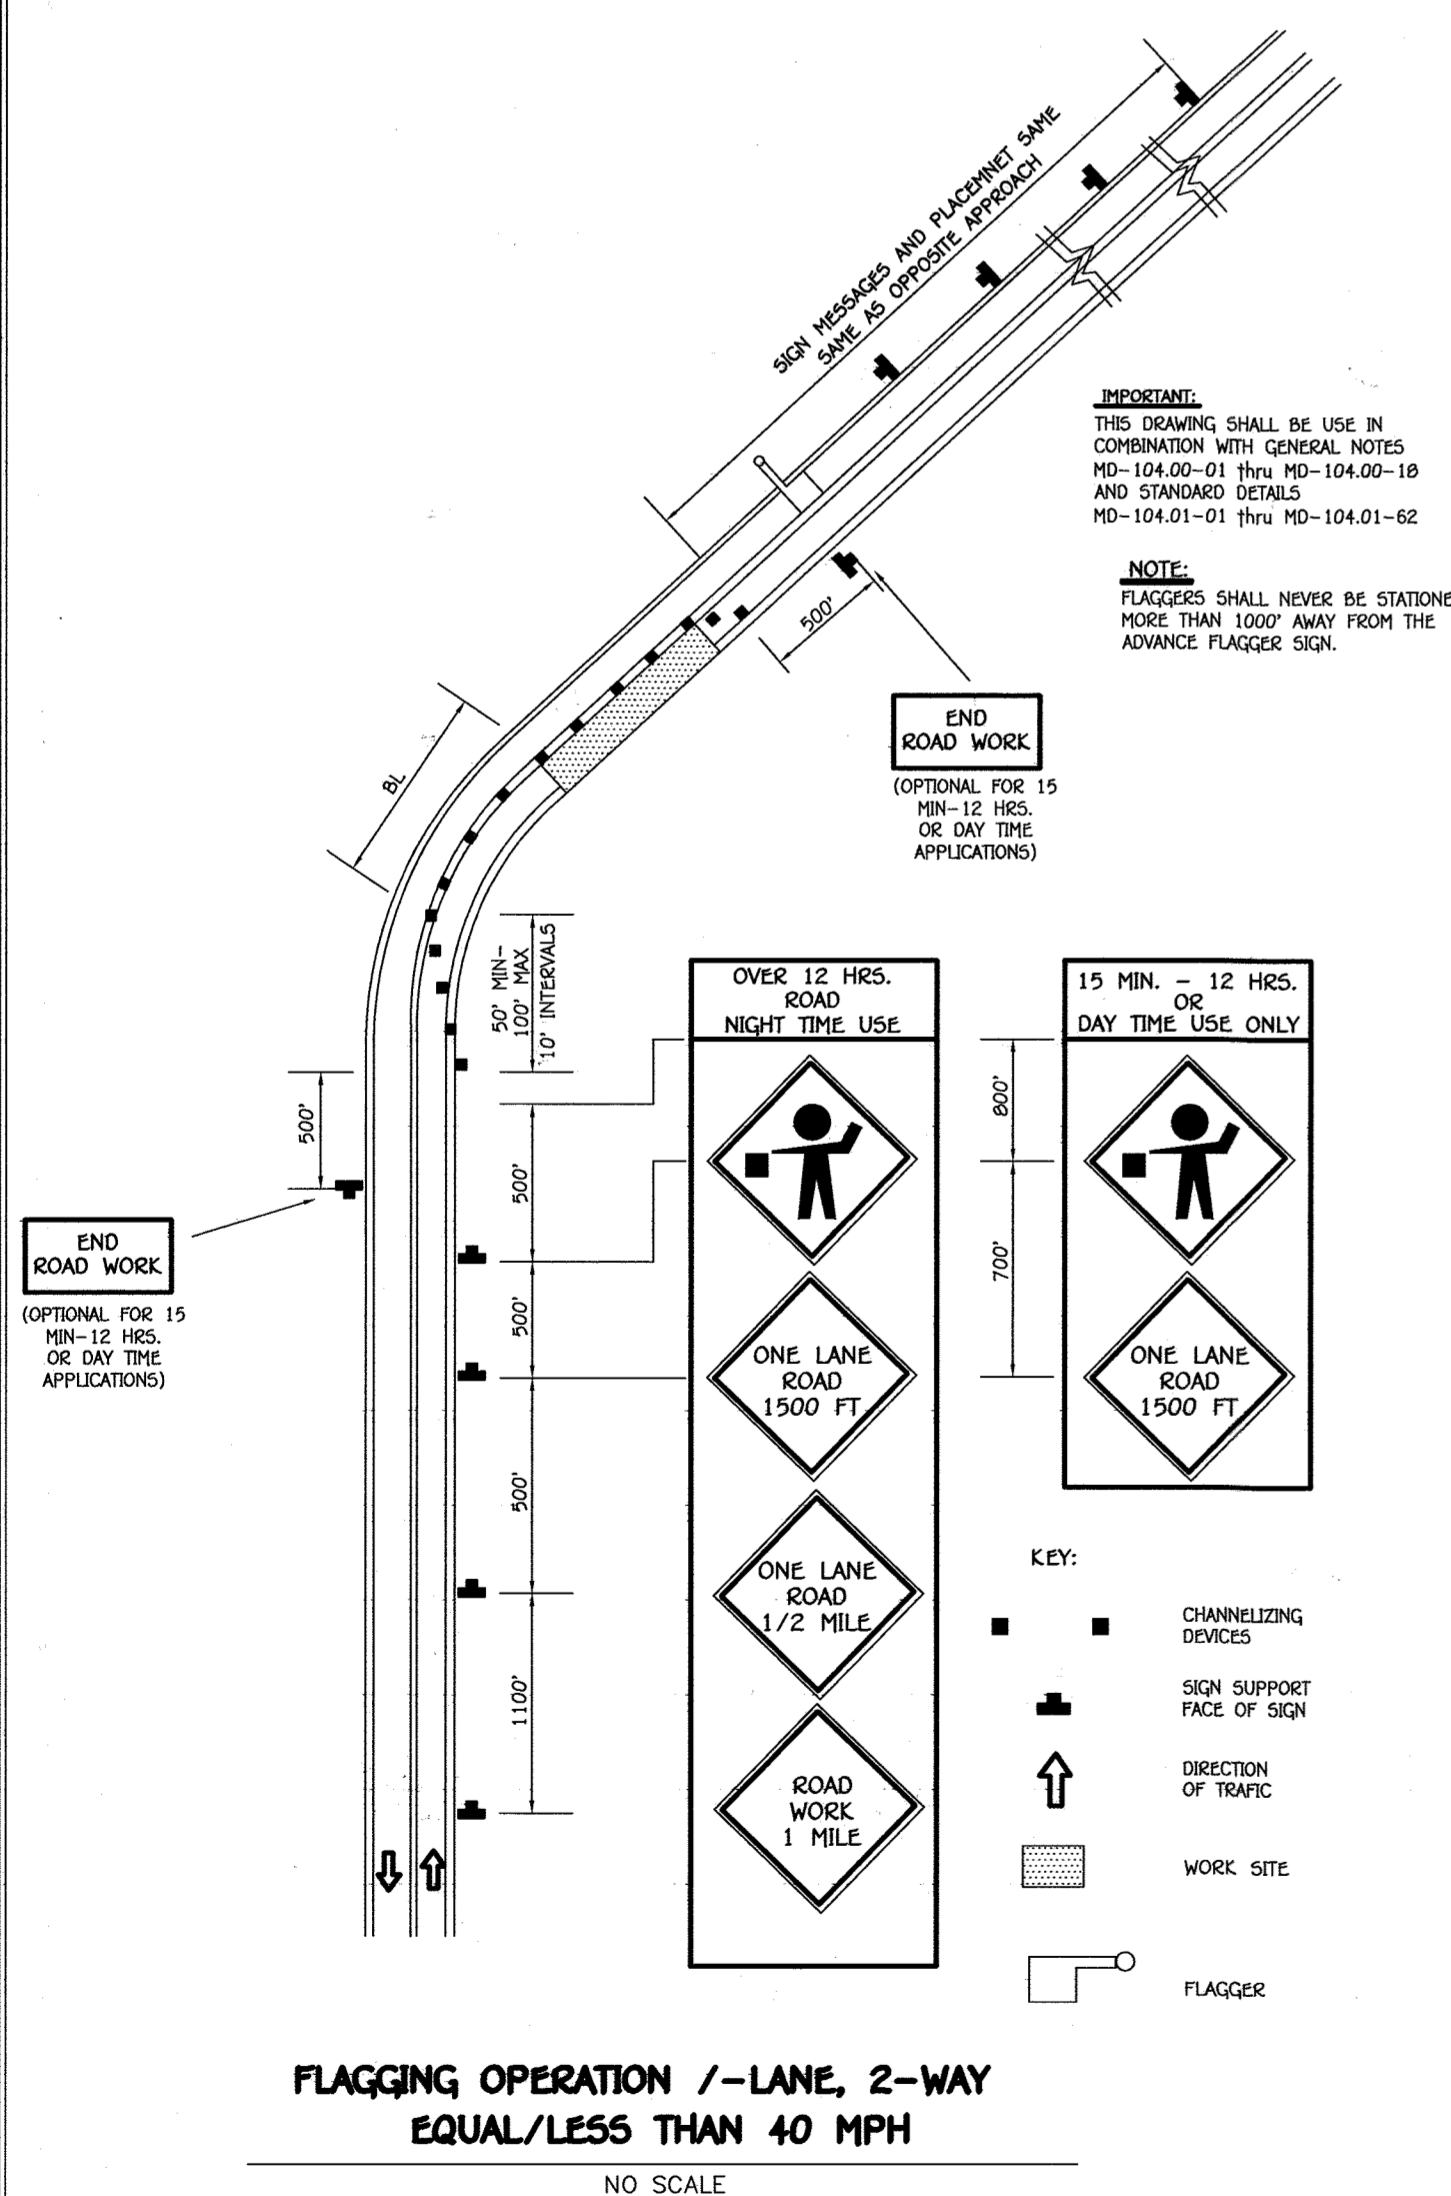 SIGN MESSAGES AND PLACEMNET SAME
SAME AS OPPOSITE APPROACH
IMPORTANT:
THIS DRAWING SHALL BE USE IN
COMBINATION WITH GENERAL NOTES
MD-104.00-01 thru MD-104.00-18
AND STANDARD DETAILS
MD-104.01-01 thru MD-104.01-62
NOTE:
FLAGGERS SHALL NEVER BE STATIONE
MORE THAN 1000' AWAY FROM THE
ADVANCE FLAGGER SIGN.
500'
END
ROAD WORK
(OPTIONAL FOR 15
MIN-12 HRS.
OR DAY TIME
APPLICATIONS)
BL
50' MIN-
100' MAX
10' INTERVALS
500'
END
ROAD WORK
(OPTIONAL FOR 15
MIN-12 HRS.
OR DAY TIME
APPLICATIONS)
500'
500'
500'
1100'
OVER 12 HRS.
ROAD
NIGHT TIME USE
ONE LANE
ROAD
1500 FT
ONE LANE
ROAD
1/2 MILE
ROAD
WORK
1 MILE
800'
700'
15 MIN. - 12 HRS.
OR
DAY TIME USE ONLY
ONE LANE
ROAD
1500 FT
KEY:
CHANNELIZING
DEVICES
SIGN SUPPORT
FACE OF SIGN
DIRECTION
OF TRAFIC
WORK SITE
FLAGGER
FLAGGING OPERATION /-LANE, 2-WAY
EQUAL/LESS THAN 40 MPH
NO SCALE